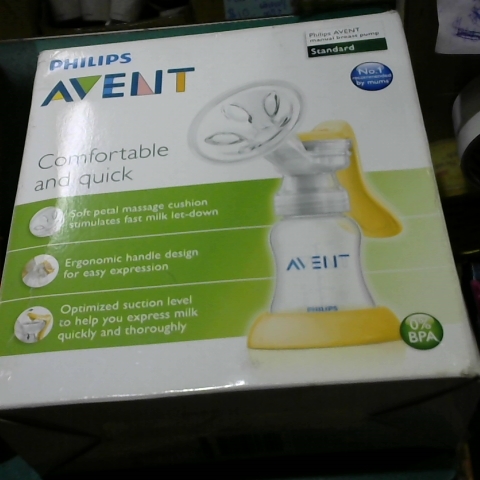 PHILIPS
AVENT
Philips AVENT
manual breast pump
Standard
No.1
recommended
by mums
Comfortable
and quick
Soft petal massage cushion
stimulates fast milk let-down
Ergonomic handle design
for easy expression
Optimized suction level
to help you express milk
quickly and thoroughly
AVENT
PHILIPS
0%
BPA